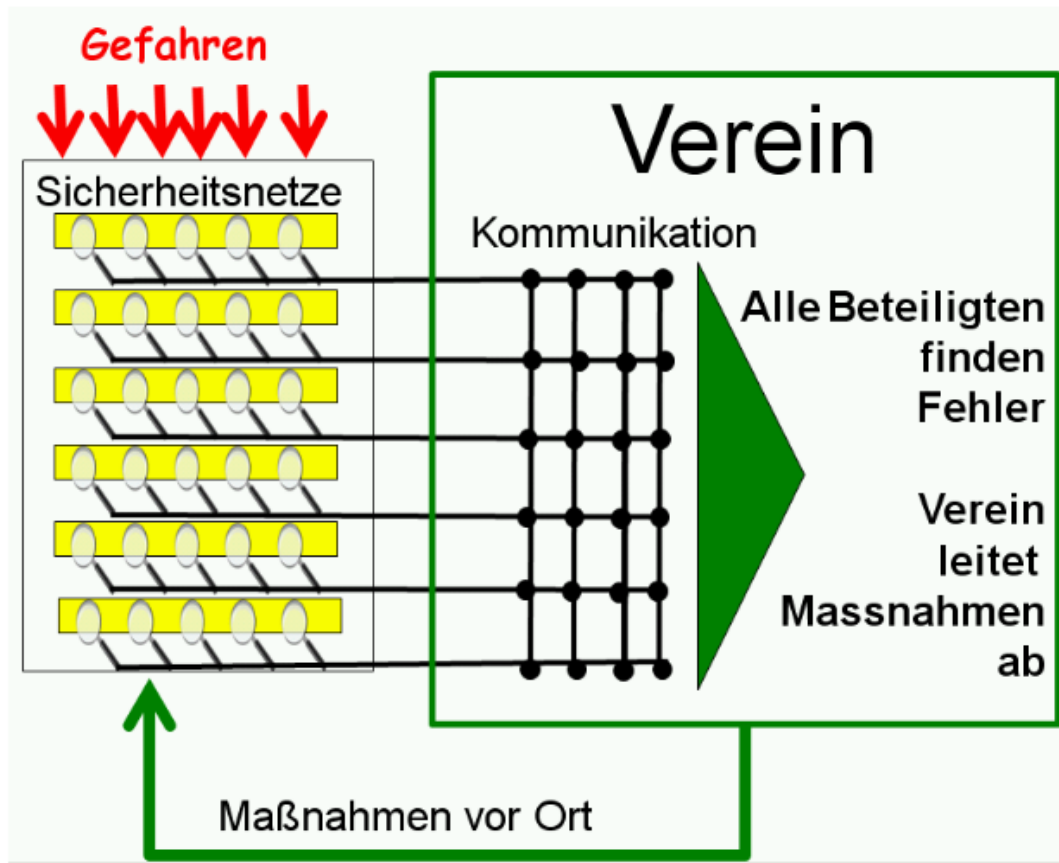 Gefahren
Sicherheitsnetze
Verein
Kommunikation
Alle Beteiligten
finden
Fehler
Verein
leitet
Massnahmen
ab
Maßnahmen vor Ort